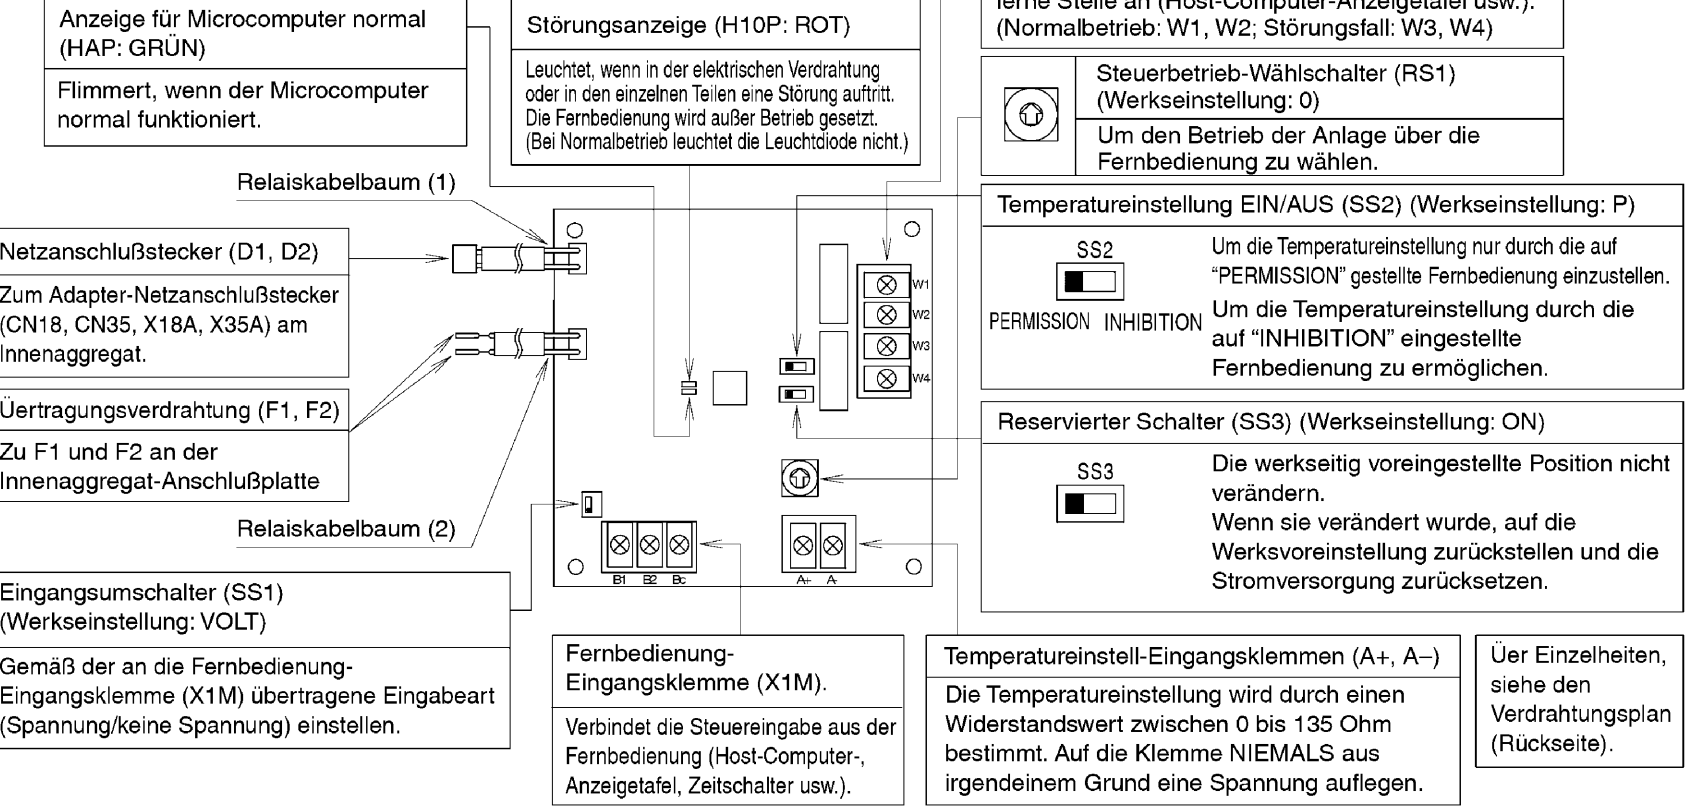 Anzeige für Microcomputer normal
(HAP: GRÜN)
Flimmert, wenn der Microcomputer
normal funktioniert.
Störungsanzeige (H10P: ROT)
Leuchtet, wenn in der elektrischen Verdrahtung
oder in den einzelnen Teilen eine Störung auftritt.
Die Fernbedienung wird außer Betrieb gesetzt.
(Bei Normalbetrieb leuchtet die Leuchtdiode nicht.)
ferne Stelle an (Host-Computer-Anzeigetafel usw.).
(Normalbetrieb: W1, W2; Störungsfall: W3, W4)
Steuerbetrieb-Wählschalter (RS1)
(Werkseinstellung: 0)
Um den Betrieb der Anlage über die
Fernbedienung zu wählen.
Relaiskabelbaum (1)
Netzanschlußstecker (D1, D2)
Zum Adapter-Netzanschlußstecker
(CN18, CN35, X18A, X35A) am
Innenaggregat.
Üertragungsverdrahtung (F1, F2)
Zu F1 und F2 an der
Innenaggregat-Anschlußplatte
Relaiskabelbaum (2)
W1
W2
W3
W4
B1 B2 Bc
A+ A-
Temperatureinstellung EIN/AUS (SS2) (Werkseinstellung: P)
SS2
PERMISSION INHIBITION
Um die Temperatureinstellung nur durch die auf
“PERMISSION” gestellte Fernbedienung einzustellen.
Um die Temperatureinstellung durch die
auf “INHIBITION” eingestellte
Fernbedienung zu ermöglichen.
Reservierter Schalter (SS3) (Werkseinstellung: ON)
SS3
Die werkseitig voreingestellte Position nicht
verändern.
Wenn sie verändert wurde, auf die
Werksvoreinstellung zurückstellen und die
Stromversorgung zurücksetzen.
Eingangsumschalter (SS1)
(Werkseinstellung: VOLT)
Gemäß der an die Fernbedienung-
Eingangsklemme (X1M) übertragene Eingabeart
(Spannung/keine Spannung) einstellen.
Fernbedienung-
Eingangsklemme (X1M).
Verbindet die Steuereingabe aus der
Fernbedienung (Host-Computer-,
Anzeigetafel, Zeitschalter usw.).
Temperatureinstell-Eingangsklemmen (A+, A–)
Die Temperatureinstellung wird durch einen
Widerstandswert zwischen 0 bis 135 Ohm
bestimmt. Auf die Klemme NIEMALS aus
irgendeinem Grund eine Spannung auflegen.
Üer Einzelheiten,
siehe den
Verdrahtungsplan
(Rückseite).